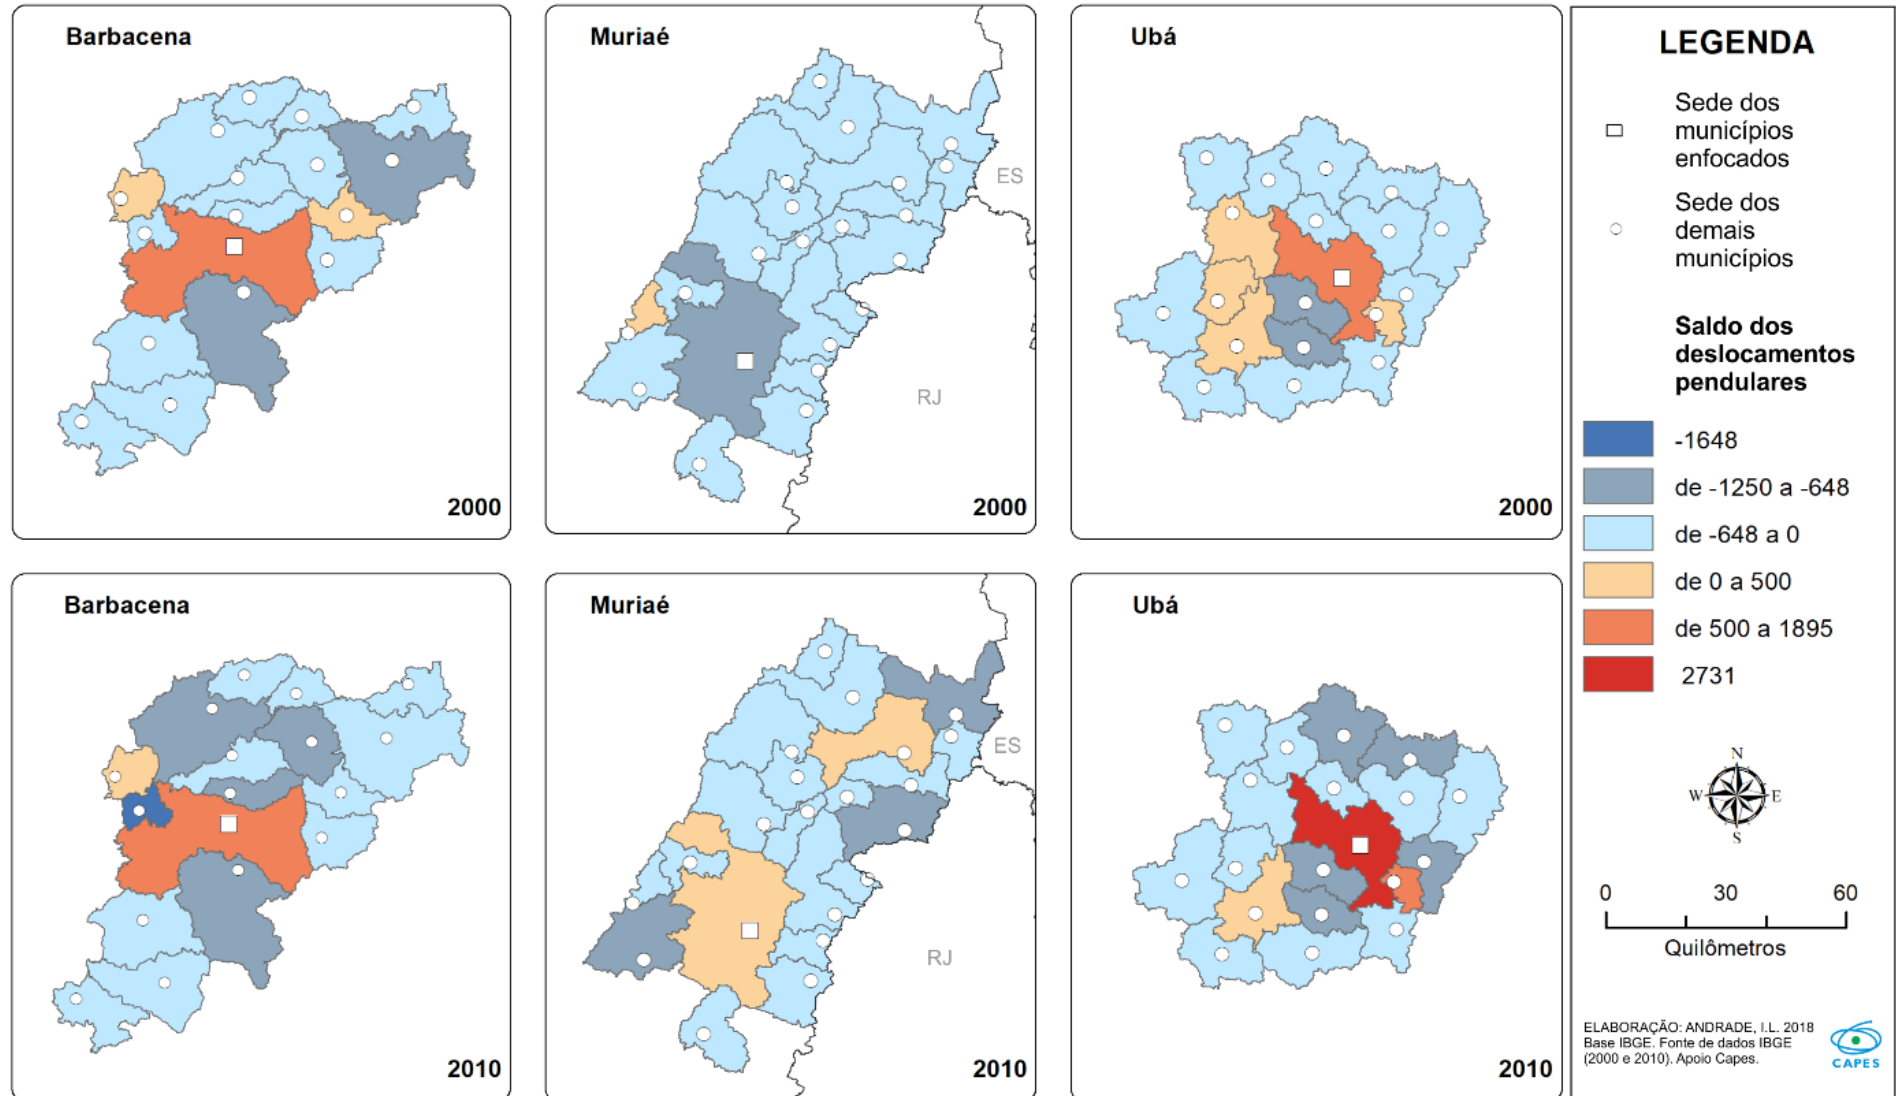 Barbacena
2000
Muriaé
ES
RJ
2000
Ubá
2000
Barbacena
2010
Muriaé
ES
RJ
2010
Ubá
2010
LEGENDA
Sede dos
municípios
enfocados
Sede dos
demais
municípios
Saldo dos
deslocamentos
pendulares
-1648
de -1250 a -648
de -648 a 0
de 0 a 500
de 500 a 1895
2731
N
W E
S
0 30 60
Quilômetros
ELABORAÇÃO: ANDRADE, I.L. 2018
Base IBGE. Fonte de dados IBGE
(2000 e 2010). Apoio Capes.
CAPES